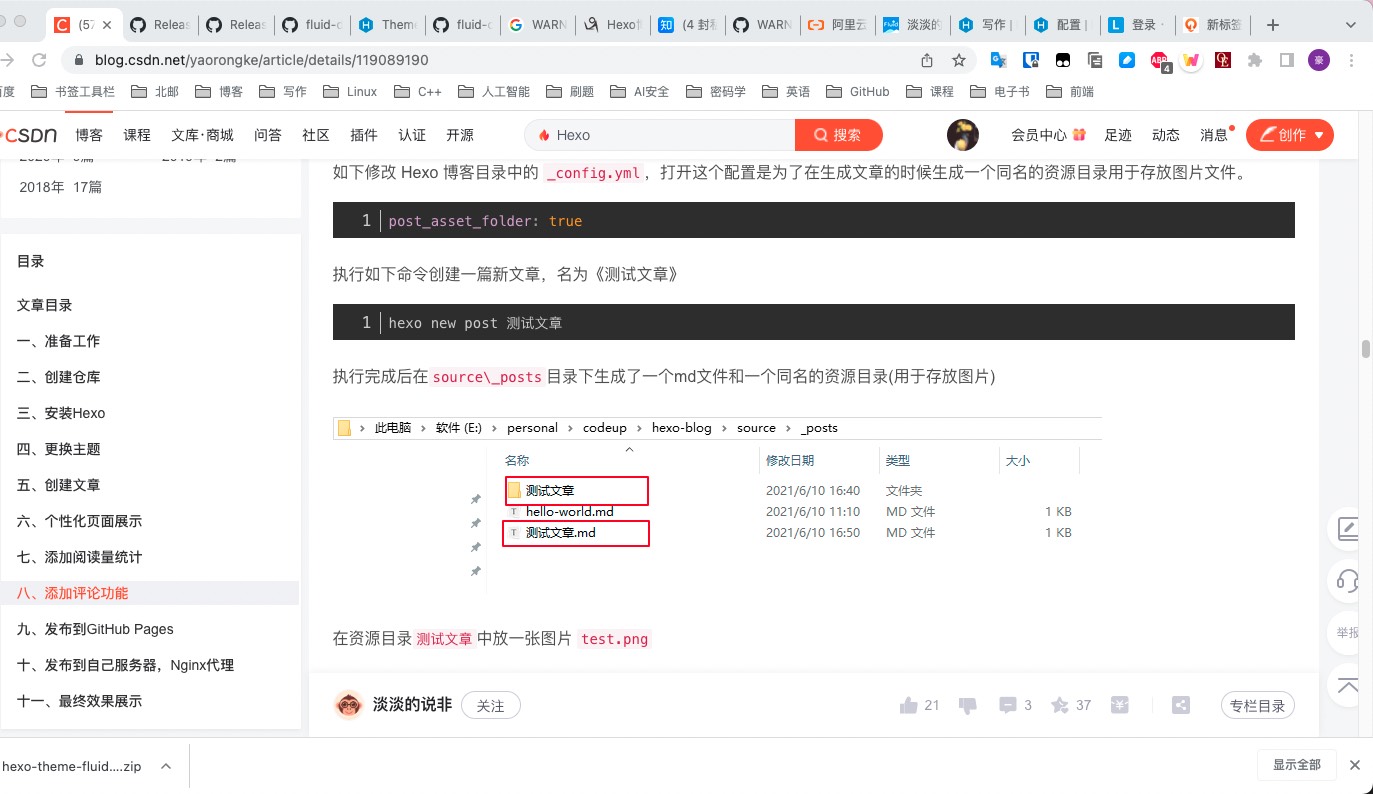 (57
Releas
Releas
fluid-c
Them
fluid-c
WARN
Hexo博
(4 封私
WARN
阿里云
淡淡的
写作 |
配置 |
登录 ·
新标签
blog.csdn.net/yaorongke/article/details/119089190
4
豪
百度
书签工具栏
北邮
博客
写作
Linux
C++
人工智能
刷题
AI安全
密码学
英语
GitHub
课程
电子书
前端
CSDN
博客
课程
文库·商城
问答
社区
插件
认证
开源
Hexo
搜索
会员中心
足迹
动态
消息
创作
2018年 17篇
目录
文章目录
一、准备工作
二、创建仓库
三、安装Hexo
四、更换主题
五、创建文章
六、个性化页面展示
七、添加阅读量统计
八、添加评论功能
九、发布到GitHub Pages
十、发布到自己服务器，Nginx代理
十一、最终效果展示
如下修改 Hexo 博客目录中的 _config.yml ，打开这个配置是为了在生成文章的时候生成一个同名的资源目录用于存放图片文件。
1 post_asset_folder: true
执行如下命令创建一篇新文章，名为《测试文章》
1 hexo new post 测试文章
执行完成后在 source\_posts 目录下生成了一个md文件和一个同名的资源目录(用于存放图片)
此电脑 › 软件 (E:) › personal › codeup › hexo-blog › source › _posts
名称 修改日期 类型 大小
测试文章 2021/6/10 16:40 文件夹
hello-world.md 2021/6/10 11:10 MD 文件 1 KB
测试文章.md 2021/6/10 16:50 MD 文件 1 KB
在资源目录 测试文章 中放一张图片 test.png
举报
淡淡的说非
关注
21
3
37
专栏目录
hexo-theme-fluid....zip
显示全部